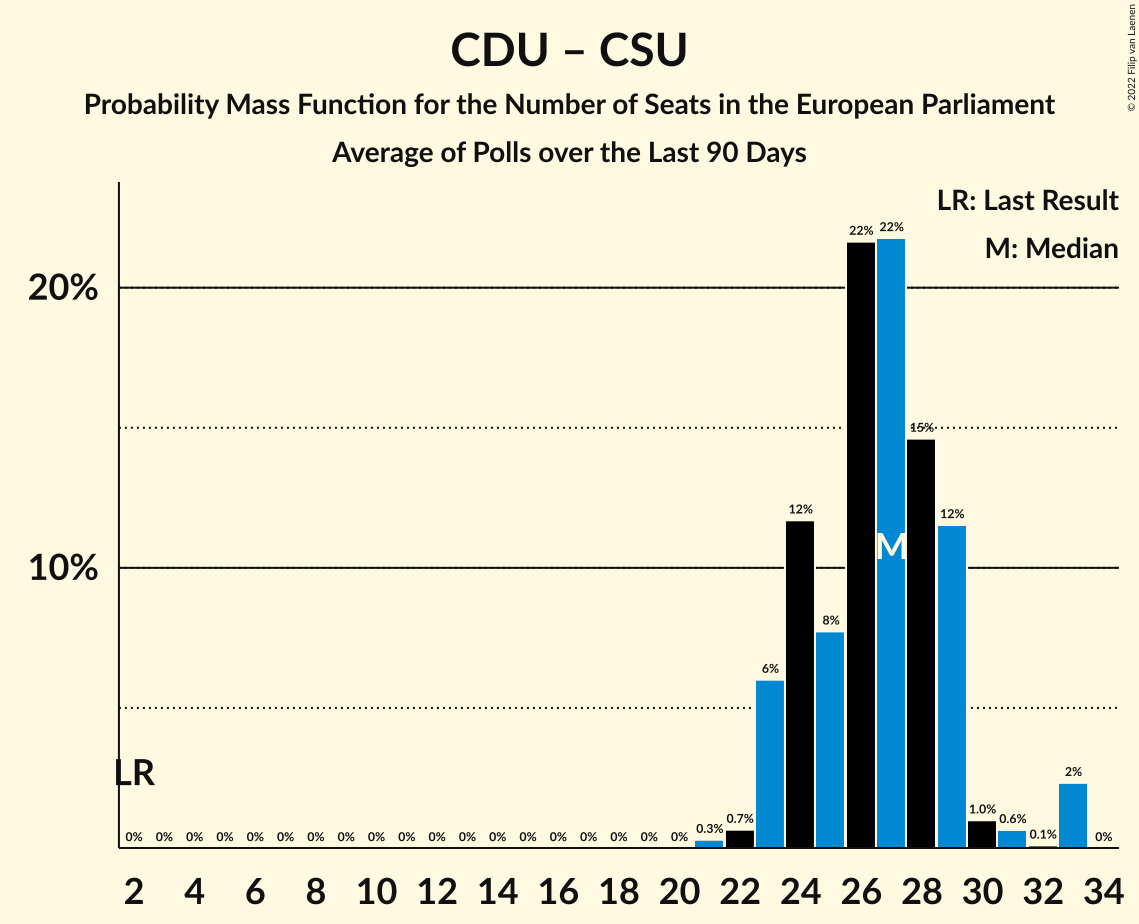 CDU – CSU
Probability Mass Function for the Number of Seats in the European Parliament
Average of Polls over the Last 90 Days
© 2022 Filip van Laenen
LR: Last Result
M: Median
20%
10%
22% 22%
15%
12% 12%
8%
6%
M
LR
2%
0% 0% 0% 0% 0% 0% 0% 0% 0% 0% 0% 0% 0% 0% 0% 0% 0% 0% 0% 0.3% 0.7% 1.0% 0.6% 0.1% 0%
2 4 6 8 10 12 14 16 18 20 22 24 26 28 30 32 34